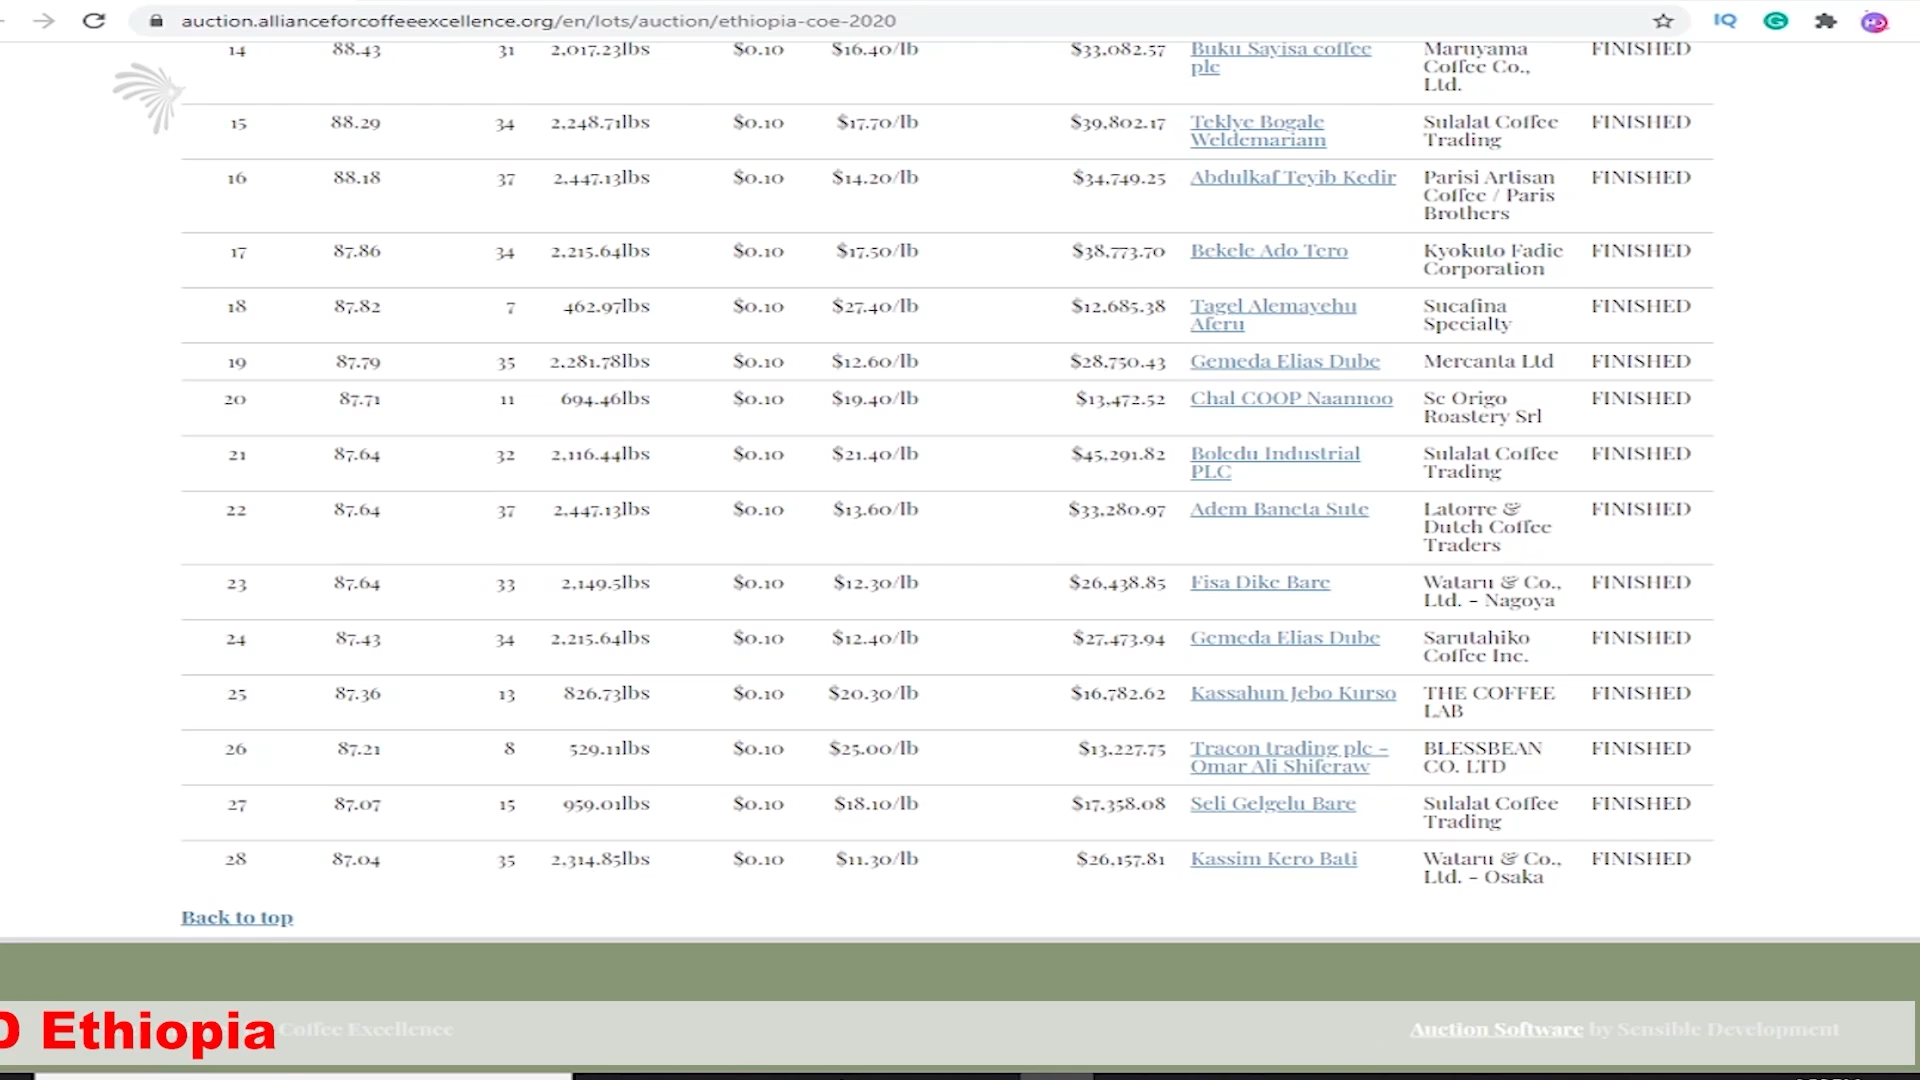 auction.allianceforcoffeeexcellence.org/en/lots/auction/ethiopia-coe-2020
IQ
14 88.43 31 2,017.23lbs $0.10 $16.40/lb $33,082.57 Buku Sayisa coffee plc Maruyama Coffee Co., Ltd. FINISHED
15 88.29 34 2,248.71lbs $0.10 $17.70/lb $39,802.17 Teklye Bogale Weldemariam Sulalat Coffee Trading FINISHED
16 88.18 37 2,447.13lbs $0.10 $14.20/lb $34,749.25 Abdulkaf Teyib Kedir Parisi Artisan Coffee / Paris Brothers FINISHED
17 87.86 34 2,215.64lbs $0.10 $17.50/lb $38,773.70 Bekele Ado Tero Kyokuto Fadie Corporation FINISHED
18 87.82 7 462.97lbs $0.10 $27.40/lb $12,685.38 Tagel Alemayehu Aferu Sucafina Specialty FINISHED
19 87.79 35 2,281.78lbs $0.10 $12.60/lb $28,750.43 Gemeda Elias Dube Mercanta Ltd FINISHED
20 87.71 11 694.46lbs $0.10 $19.40/lb $13,472.52 Chal COOP Naannoo Sc Origo Roastery Srl FINISHED
21 87.64 32 2,116.44lbs $0.10 $21.40/lb $45,291.82 Boledu Industrial PLC Sulalat Coffee Trading FINISHED
22 87.64 37 2,447.13lbs $0.10 $13.60/lb $33,280.97 Adem Baneta Sute Latorre & Dutch Coffee Traders FINISHED
23 87.64 33 2,149.5lbs $0.10 $12.30/lb $26,438.85 Fisa Dike Bare Wataru & Co., Ltd. - Nagoya FINISHED
24 87.43 34 2,215.64lbs $0.10 $12.40/lb $27,473.94 Gemeda Elias Dube Sarutahiko Coffee Inc. FINISHED
25 87.36 13 826.73lbs $0.10 $20.30/lb $16,782.62 Kassahun Jebo Kurso THE COFFEE LAB FINISHED
26 87.21 8 529.11lbs $0.10 $25.00/lb $13,227.75 Tracon trading plc - Omar Ali Shiferaw BLESSBEAN CO. LTD FINISHED
27 87.07 15 959.01lbs $0.10 $18.10/lb $17,358.08 Seli Gelgelu Bare Sulalat Coffee Trading FINISHED
28 87.04 35 2,314.85lbs $0.10 $11.30/lb $26,157.81 Kassim Kero Bati Wataru & Co., Ltd. - Osaka FINISHED
Back to top
Ethiopia Coffee Excellence
Auction Software by Sensible Development